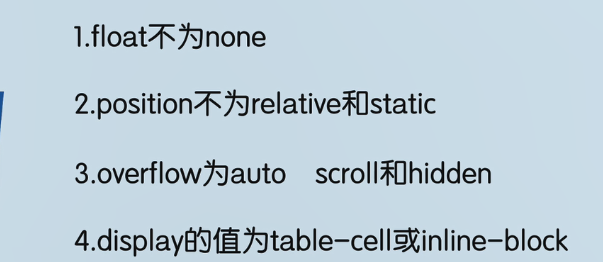 1.float不为none
2.position不为relative和static
3.overflow为auto scroll和hidden
4.display的值为table-cell或inline-block